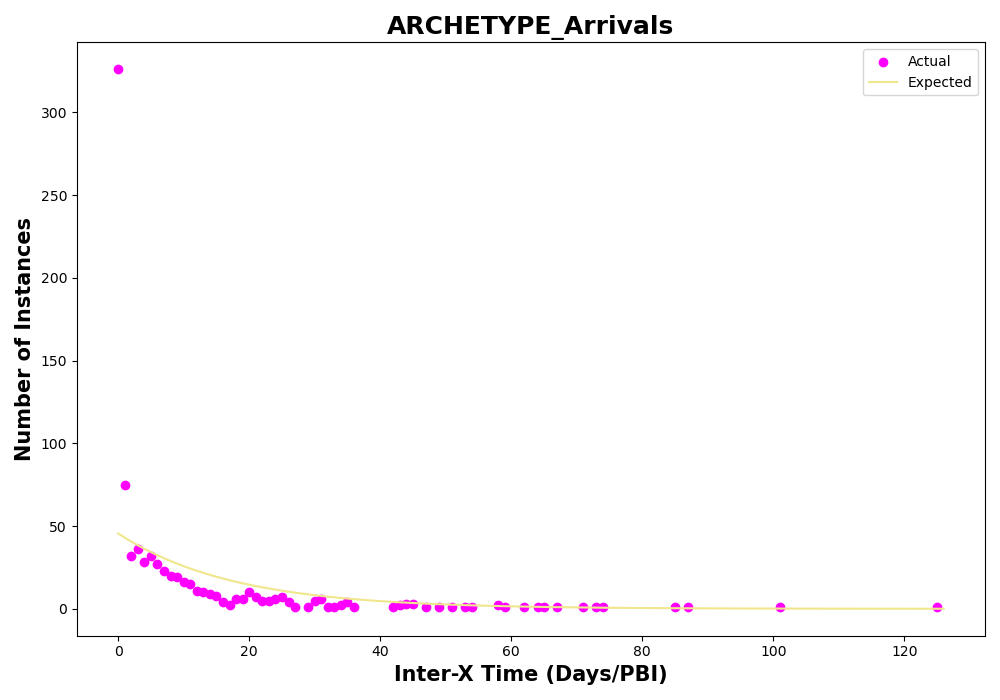 ARCHETYPE_Arrivals
Actual
Expected
300
250
200
150
100
50
0
Number of Instances
0 20 40 60 80 100 120
Inter-X Time (Days/PBI)